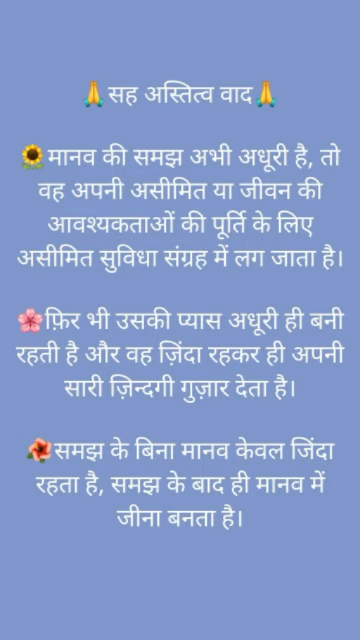 🙏सह अस्तित्व वाद🙏
🌻मानव की समझ अभी अधूरी है, तो
वह अपनी असीमित या जीवन की
आवश्यकताओं की पूर्ति के लिए
असीमित सुविधा संग्रह में लग जाता है।
🌸फ़िर भी उसकी प्यास अधूरी ही बनी
रहती है और वह ज़िंदा रहकर ही अपनी
सारी ज़िन्दगी गुज़ार देता है।
🌺समझ के बिना मानव केवल जिंदा
रहता है, समझ के बाद ही मानव में
जीना बनता है।